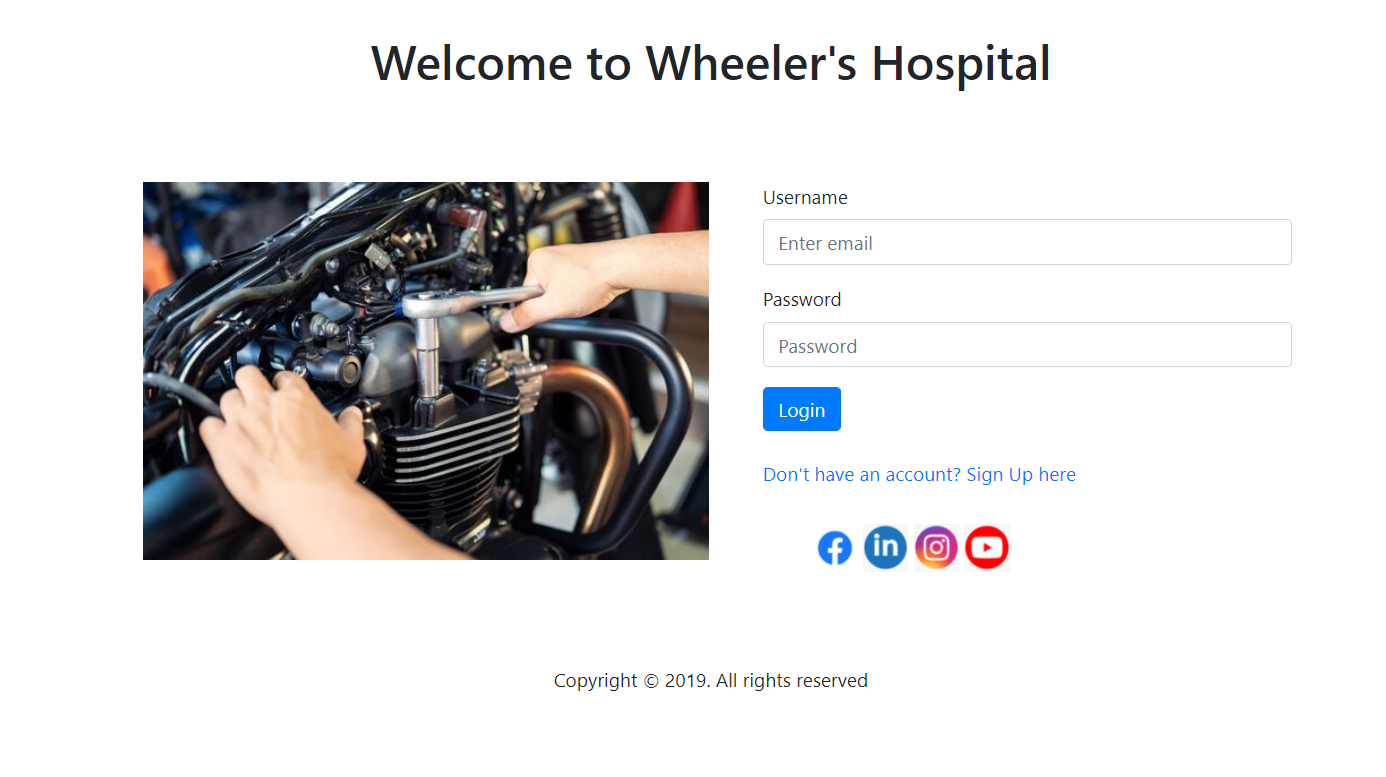 Welcome to Wheeler's Hospital
Username
Enter email
Password
Password
Login
Don't have an account? Sign Up here
in
Copyright © 2019. All rights reserved